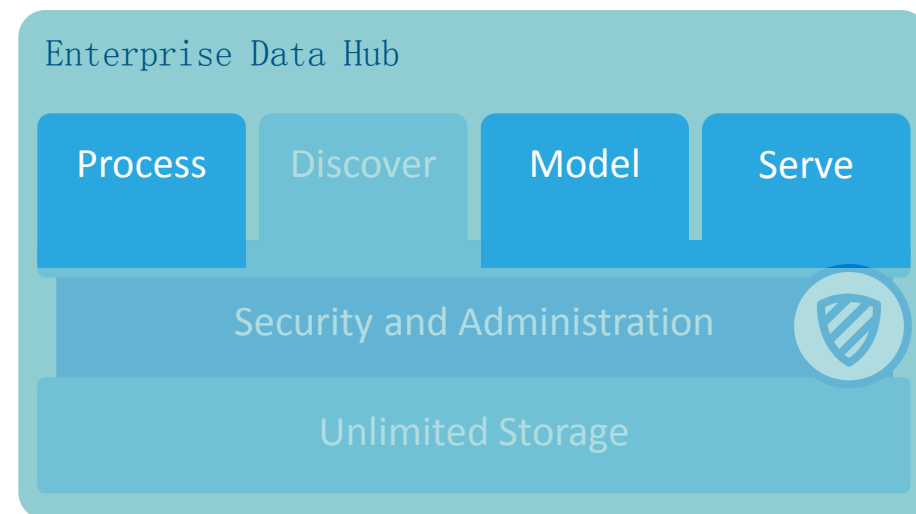 Enterprise Data Hub
Process
Discover
Model
Serve
Security and Administration
Unlimited Storage